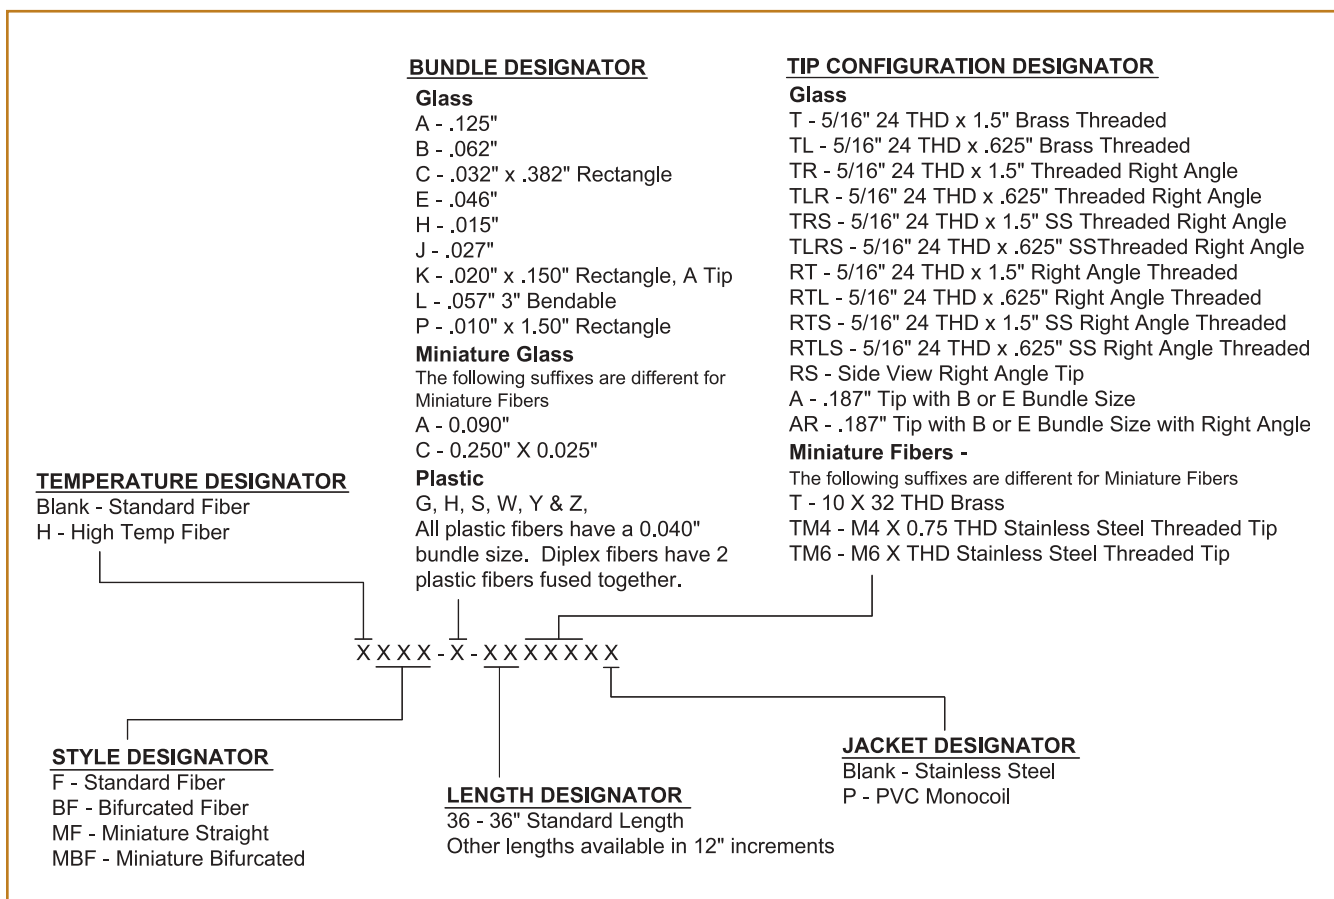 BUNDLE DESIGNATOR
Glass
A - .125"
B - .062"
C - .032" x .382" Rectangle
E - .046"
H - .015"
J - .027"
K - .020" x .150" Rectangle, A Tip
L - .057" 3" Bendable
P - .010" x 1.50" Rectangle
Miniature Glass
The following suffixes are different for
Miniature Fibers
A - 0.090"
C - 0.250" X 0.025"
Plastic
G, H, S, W, Y & Z,
All plastic fibers have a 0.040"
bundle size. Diplex fibers have 2
plastic fibers fused together.
TIP CONFIGURATION DESIGNATOR
Glass
T - 5/16" 24 THD x 1.5" Brass Threaded
TL - 5/16" 24 THD x .625" Brass Threaded
TR - 5/16" 24 THD x 1.5" Threaded Right Angle
TLR - 5/16" 24 THD x .625" Threaded Right Angle
TRS - 5/16" 24 THD x 1.5" SS Threaded Right Angle
TLRS - 5/16" 24 THD x .625" SSThreaded Right Angle
RT - 5/16" 24 THD x 1.5" Right Angle Threaded
RTL - 5/16" 24 THD x .625" Right Angle Threaded
RTS - 5/16" 24 THD x 1.5" SS Right Angle Threaded
RTLS - 5/16" 24 THD x .625" SS Right Angle Threaded
RS - Side View Right Angle Tip
A - .187" Tip with B or E Bundle Size
AR - .187" Tip with B or E Bundle Size with Right Angle
Miniature Fibers -
The following suffixes are different for Miniature Fibers
T - 10 X 32 THD Brass
TM4 - M4 X 0.75 THD Stainless Steel Threaded Tip
TM6 - M6 X THD Stainless Steel Threaded Tip
TEMPERATURE DESIGNATOR
Blank - Standard Fiber
H - High Temp Fiber
X X X X - X - X X X X X X X
STYLE DESIGNATOR
F - Standard Fiber
BF - Bifurcated Fiber
MF - Miniature Straight
MBF - Miniature Bifurcated
LENGTH DESIGNATOR
36 - 36" Standard Length
Other lengths available in 12" increments
JACKET DESIGNATOR
Blank - Stainless Steel
P - PVC Monocoil